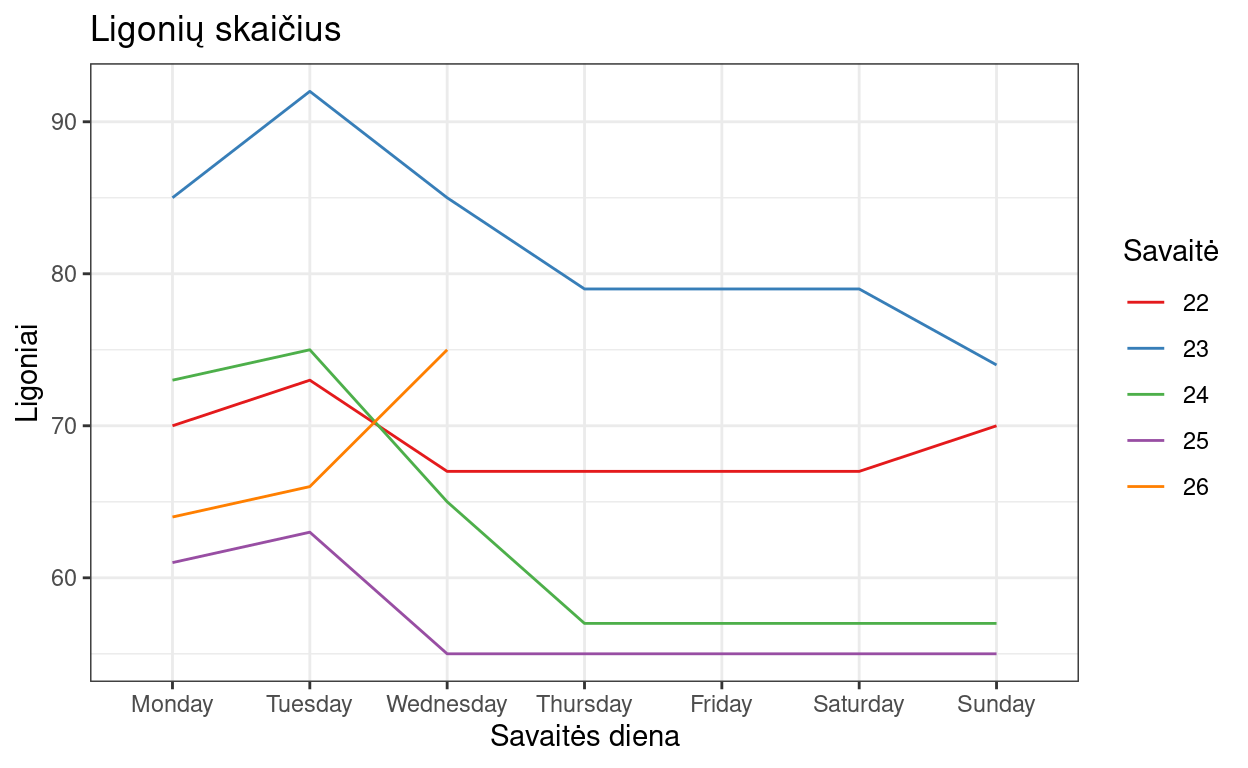 Ligonių skaičius
Ligoniai
90
80
70
60
Monday Tuesday Wednesday Thursday Friday Saturday Sunday
Savaitės diena
Savaitė
22
23
24
25
26